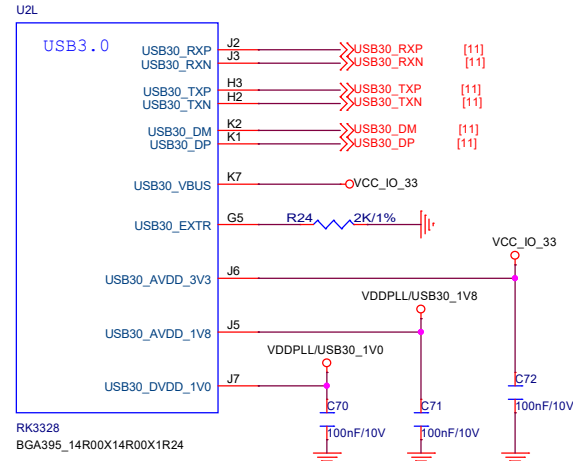 U2L
USB3.0
USB30_RXP J2 USB30_RXP [11]
USB30_RXN J3 USB30_RXN [11]
USB30_TXP H3 USB30_TXP [11]
USB30_TXN H2 USB30_TXN [11]
USB30_DM K2 USB30_DM [11]
USB30_DP K1 USB30_DP [11]
USB30_VBUS K7 VCC_IO_33
USB30_EXTR G5 R24 2K/1%
VCC_IO_33
USB30_AVDD_3V3 J6
VDDPLL/USB30_1V8
USB30_AVDD_1V8 J5
VDDPLL/USB30_1V0
USB30_DVDD_1V0 J7
C70 C71 C72
100nF/10V 100nF/10V 100nF/10V
RK3328
BGA395_14R00X14R00X1R24